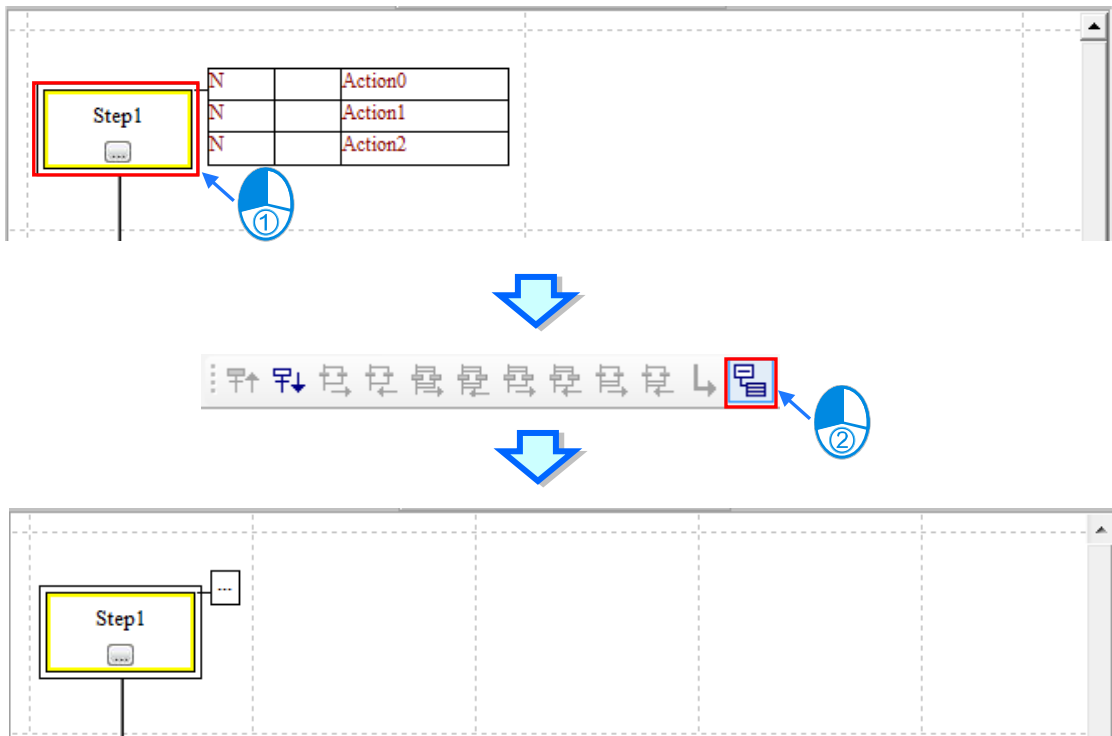 N Action0
Step1
N Action1
...
N Action2
①
②
...
Step1
...